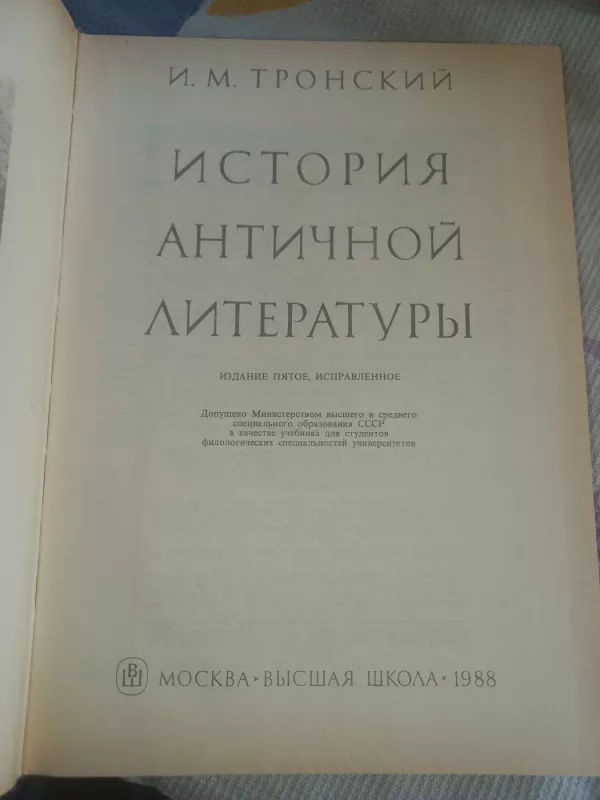 И. М. ТРОНСКИЙ
ИСТОРИЯ
АНТИЧНОЙ
ЛИТЕРАТУРЫ
ИЗДАНИЕ ПЯТОЕ, ИСПРАВЛЕННОЕ
Допущено Министерством высшего и среднего
специального образования СССР
в качестве учебника для студентов
филологических специальностей университетов
ВШ МОСКВА · ВЫСШАЯ ШКОЛА · 1988